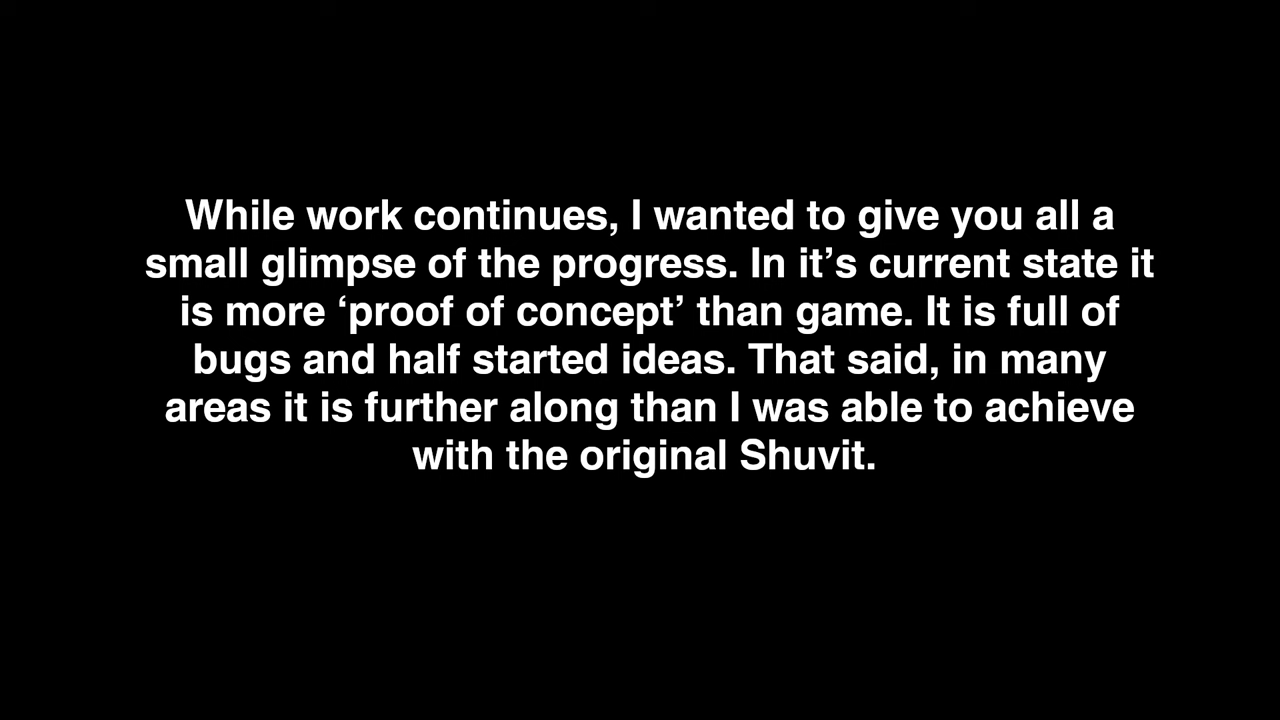 While work continues, I wanted to give you all a
small glimpse of the progress. In it’s current state it
is more ‘proof of concept’ than game. It is full of
bugs and half started ideas. That said, in many
areas it is further along than I was able to achieve
with the original Shuvit.